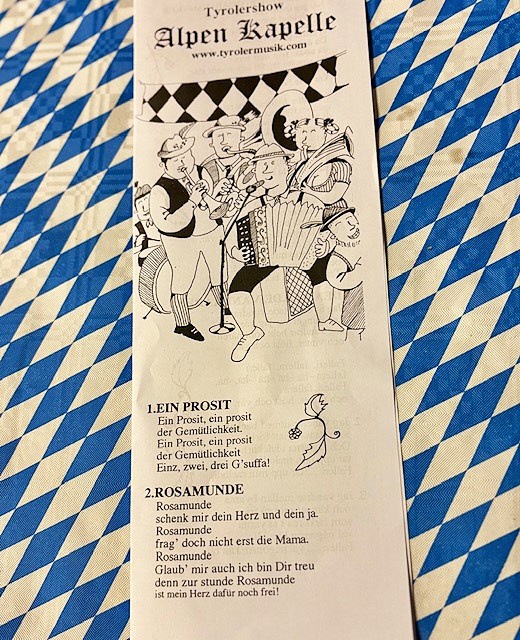 Tyrolershow
Alpen Kapelle
www.tyrolermusik.com
1.EIN PROSIT
Ein Prosit, ein prosit
der Gemütlichkeit.
Ein Prosit, ein prosit
der Gemütlichkeit
Einz, zwei, drei G'suffa!
2.ROSAMUNDE
Rosamunde
schenk mir dein Herz und dein ja.
Rosamunde
frag' doch nicht erst die Mama.
Rosamunde
Glaub' mir auch ich bin Dir treu
denn zur stunde Rosamunde
ist mein Herz dafür noch frei!